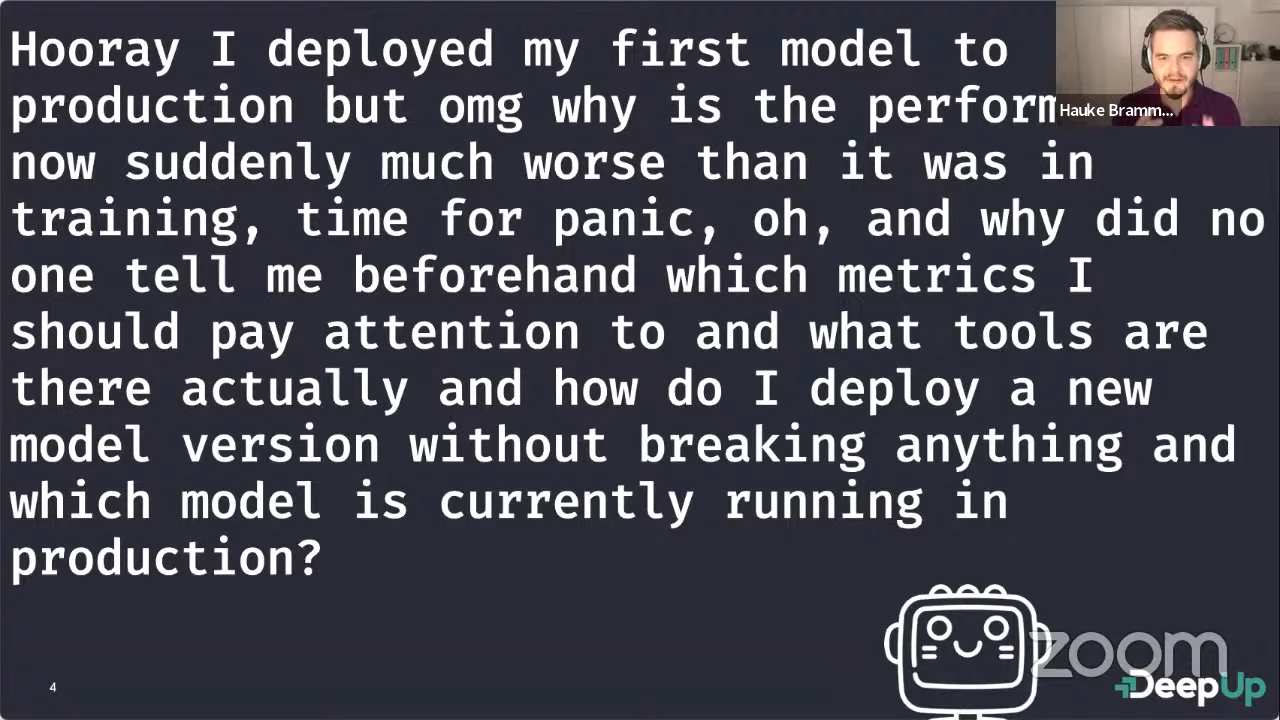 Hooray I deployed my first model to
production but omg why is the perform
now suddenly much worse than it was in
training, time for panic, oh, and why did no
one tell me beforehand which metrics I
should pay attention to and what tools are
there actually and how do I deploy a new
model version without breaking anything and
which model is currently running in
production?
Hauke Bramm...
4
zoom
DeepUp